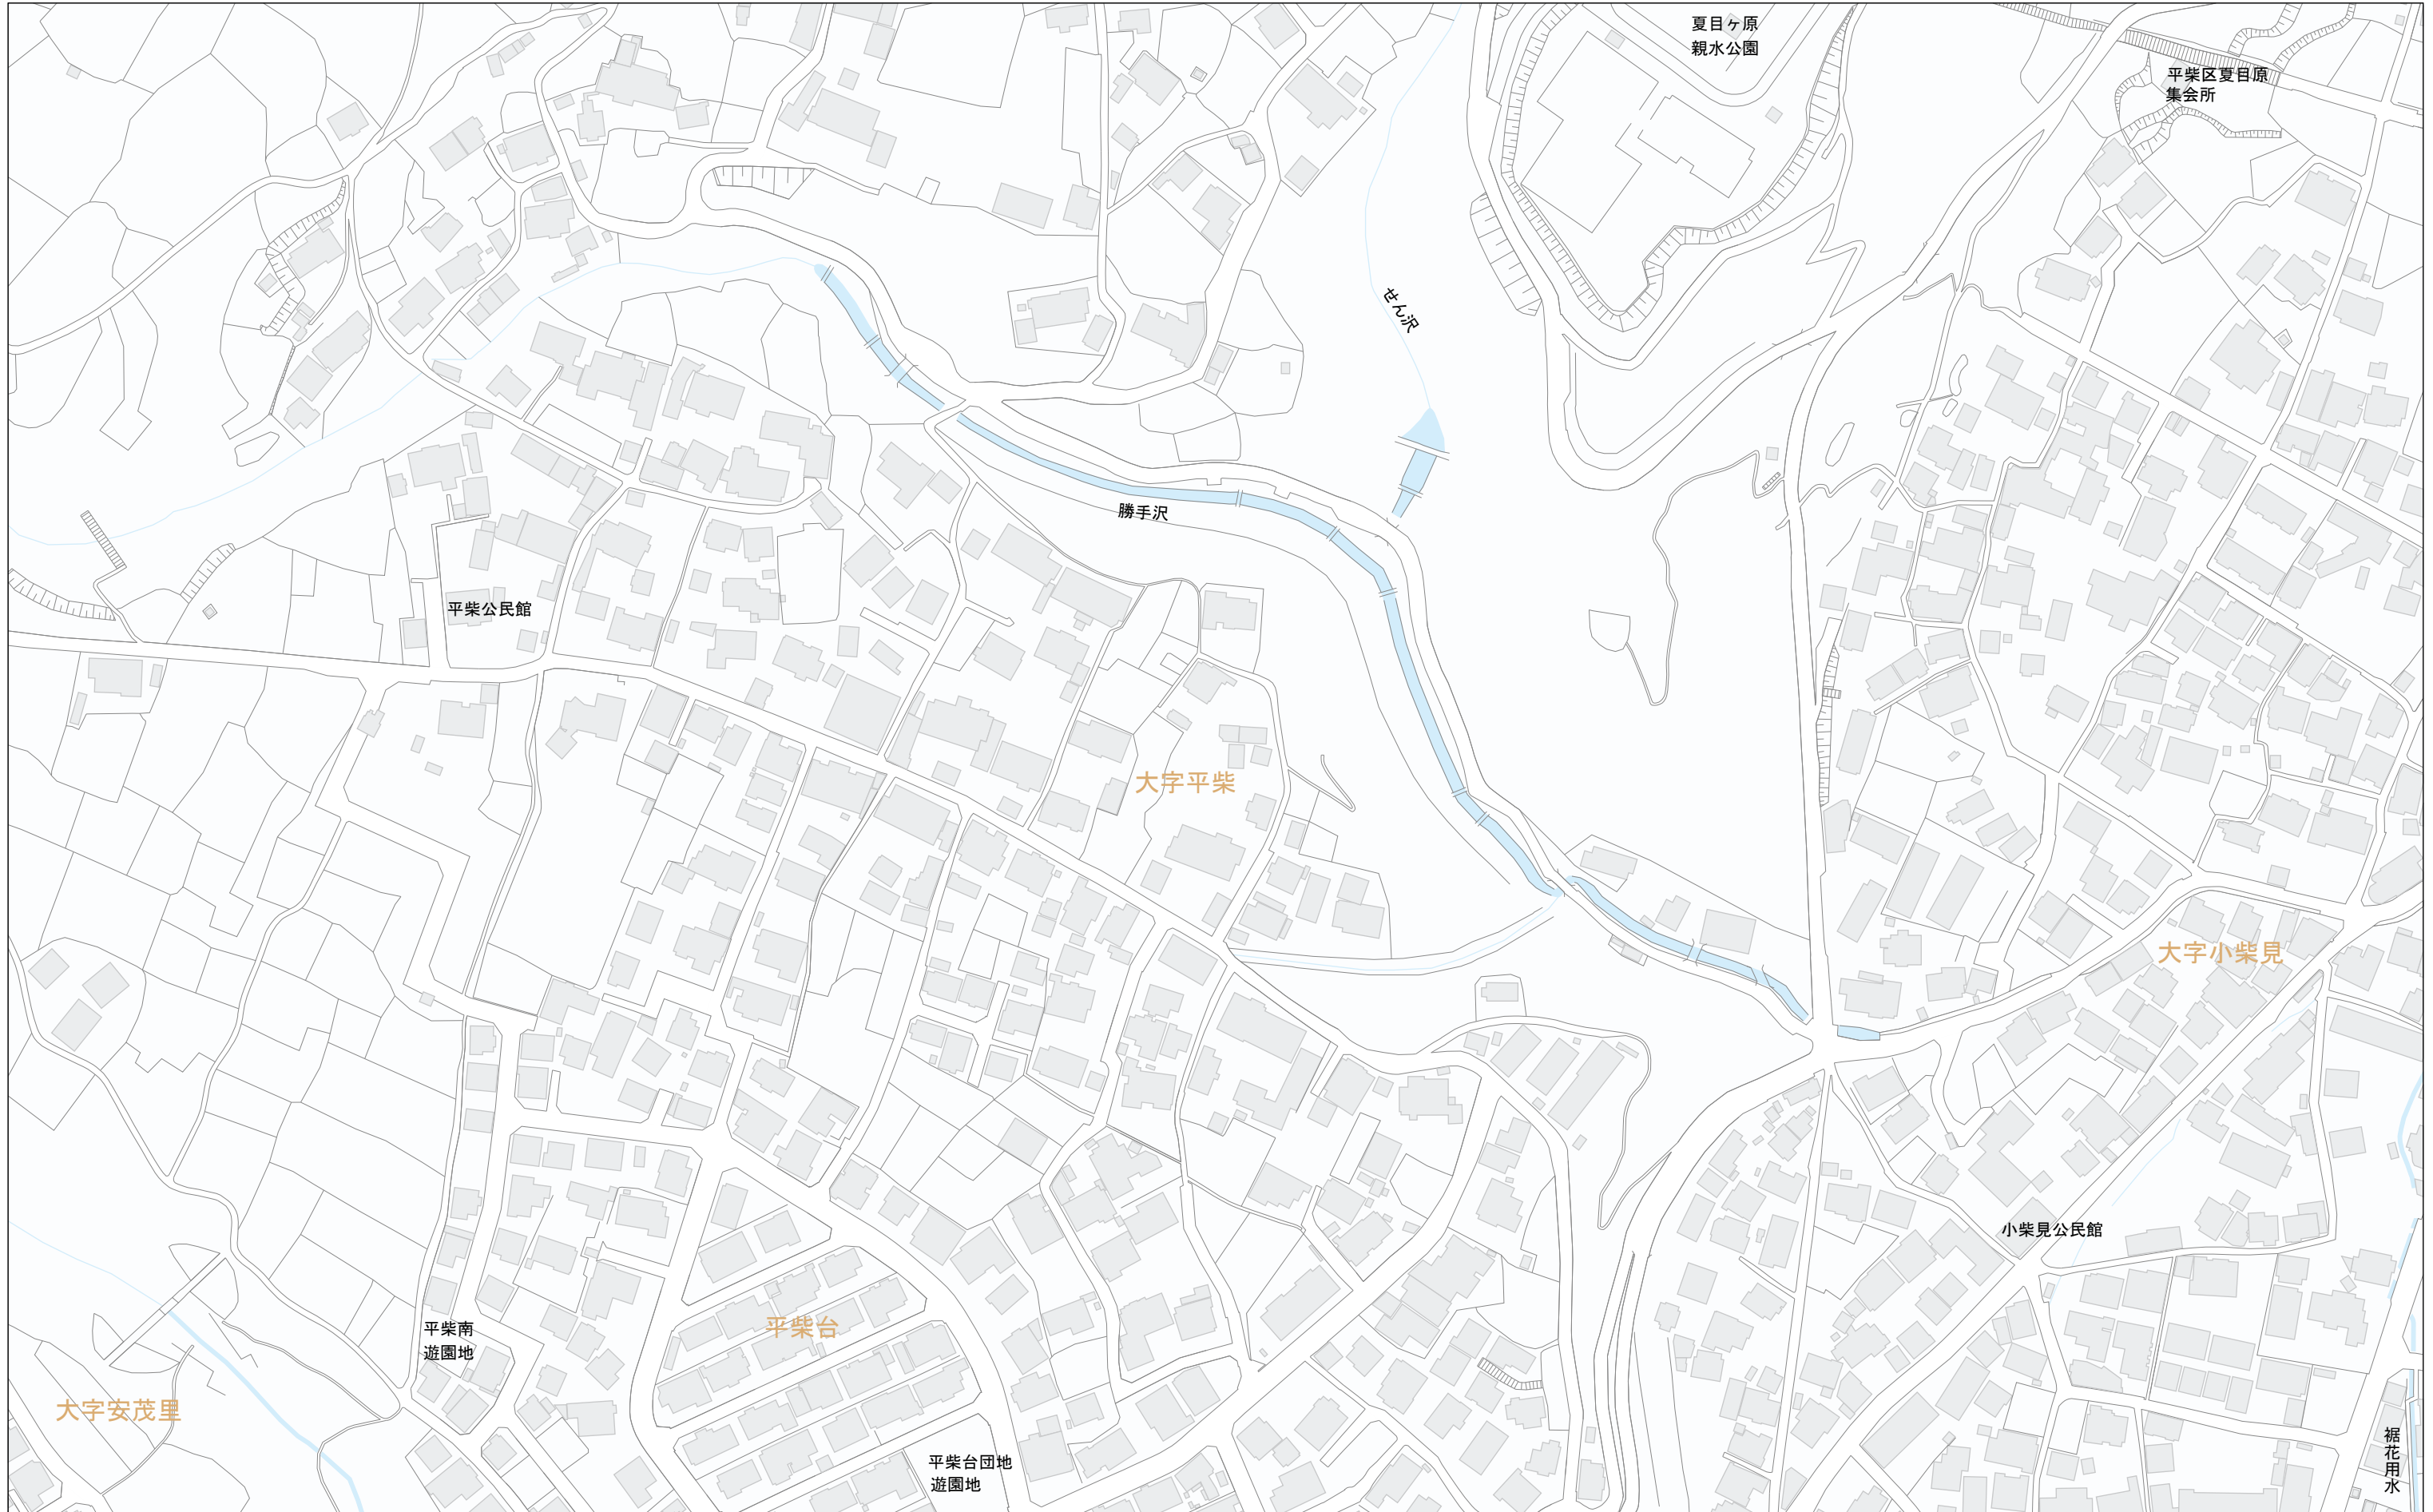 夏目ヶ原
親水公園
平柴区夏目原
集会所
せん沢
勝手沢
平柴公民館
大字平柴
大字小柴見
小柴見公民館
平柴南
遊園地
平柴台
大字安茂里
平柴台団地
遊園地
裾花用水